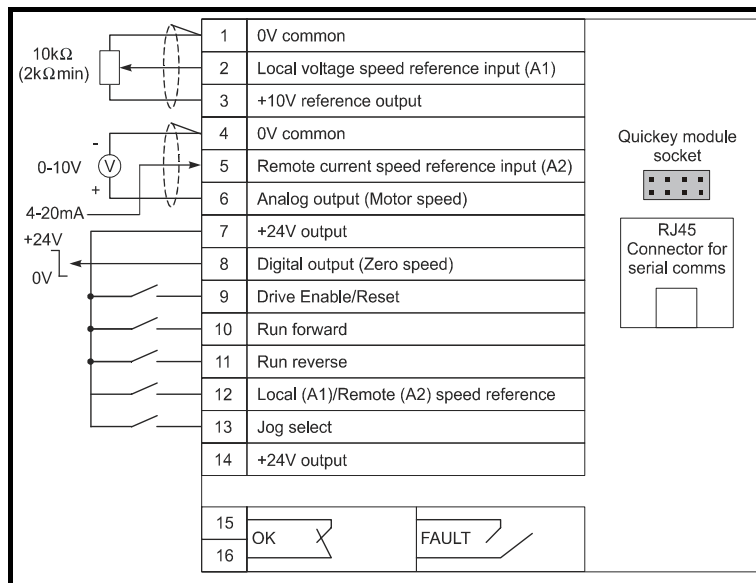 10kΩ
(2kΩmin)
1 0V common
2 Local voltage speed reference input (A1)
3 +10V reference output
4 0V common
5 Remote current speed reference input (A2)
6 Analog output (Motor speed)
7 +24V output
8 Digital output (Zero speed)
9 Drive Enable/Reset
10 Run forward
11 Run reverse
12 Local (A1)/Remote (A2) speed reference
13 Jog select
14 +24V output
-
0-10V V
+
4-20mA
+24V
0V
15
16
OK
FAULT
Quickey module
socket
RJ45
Connector for
serial comms